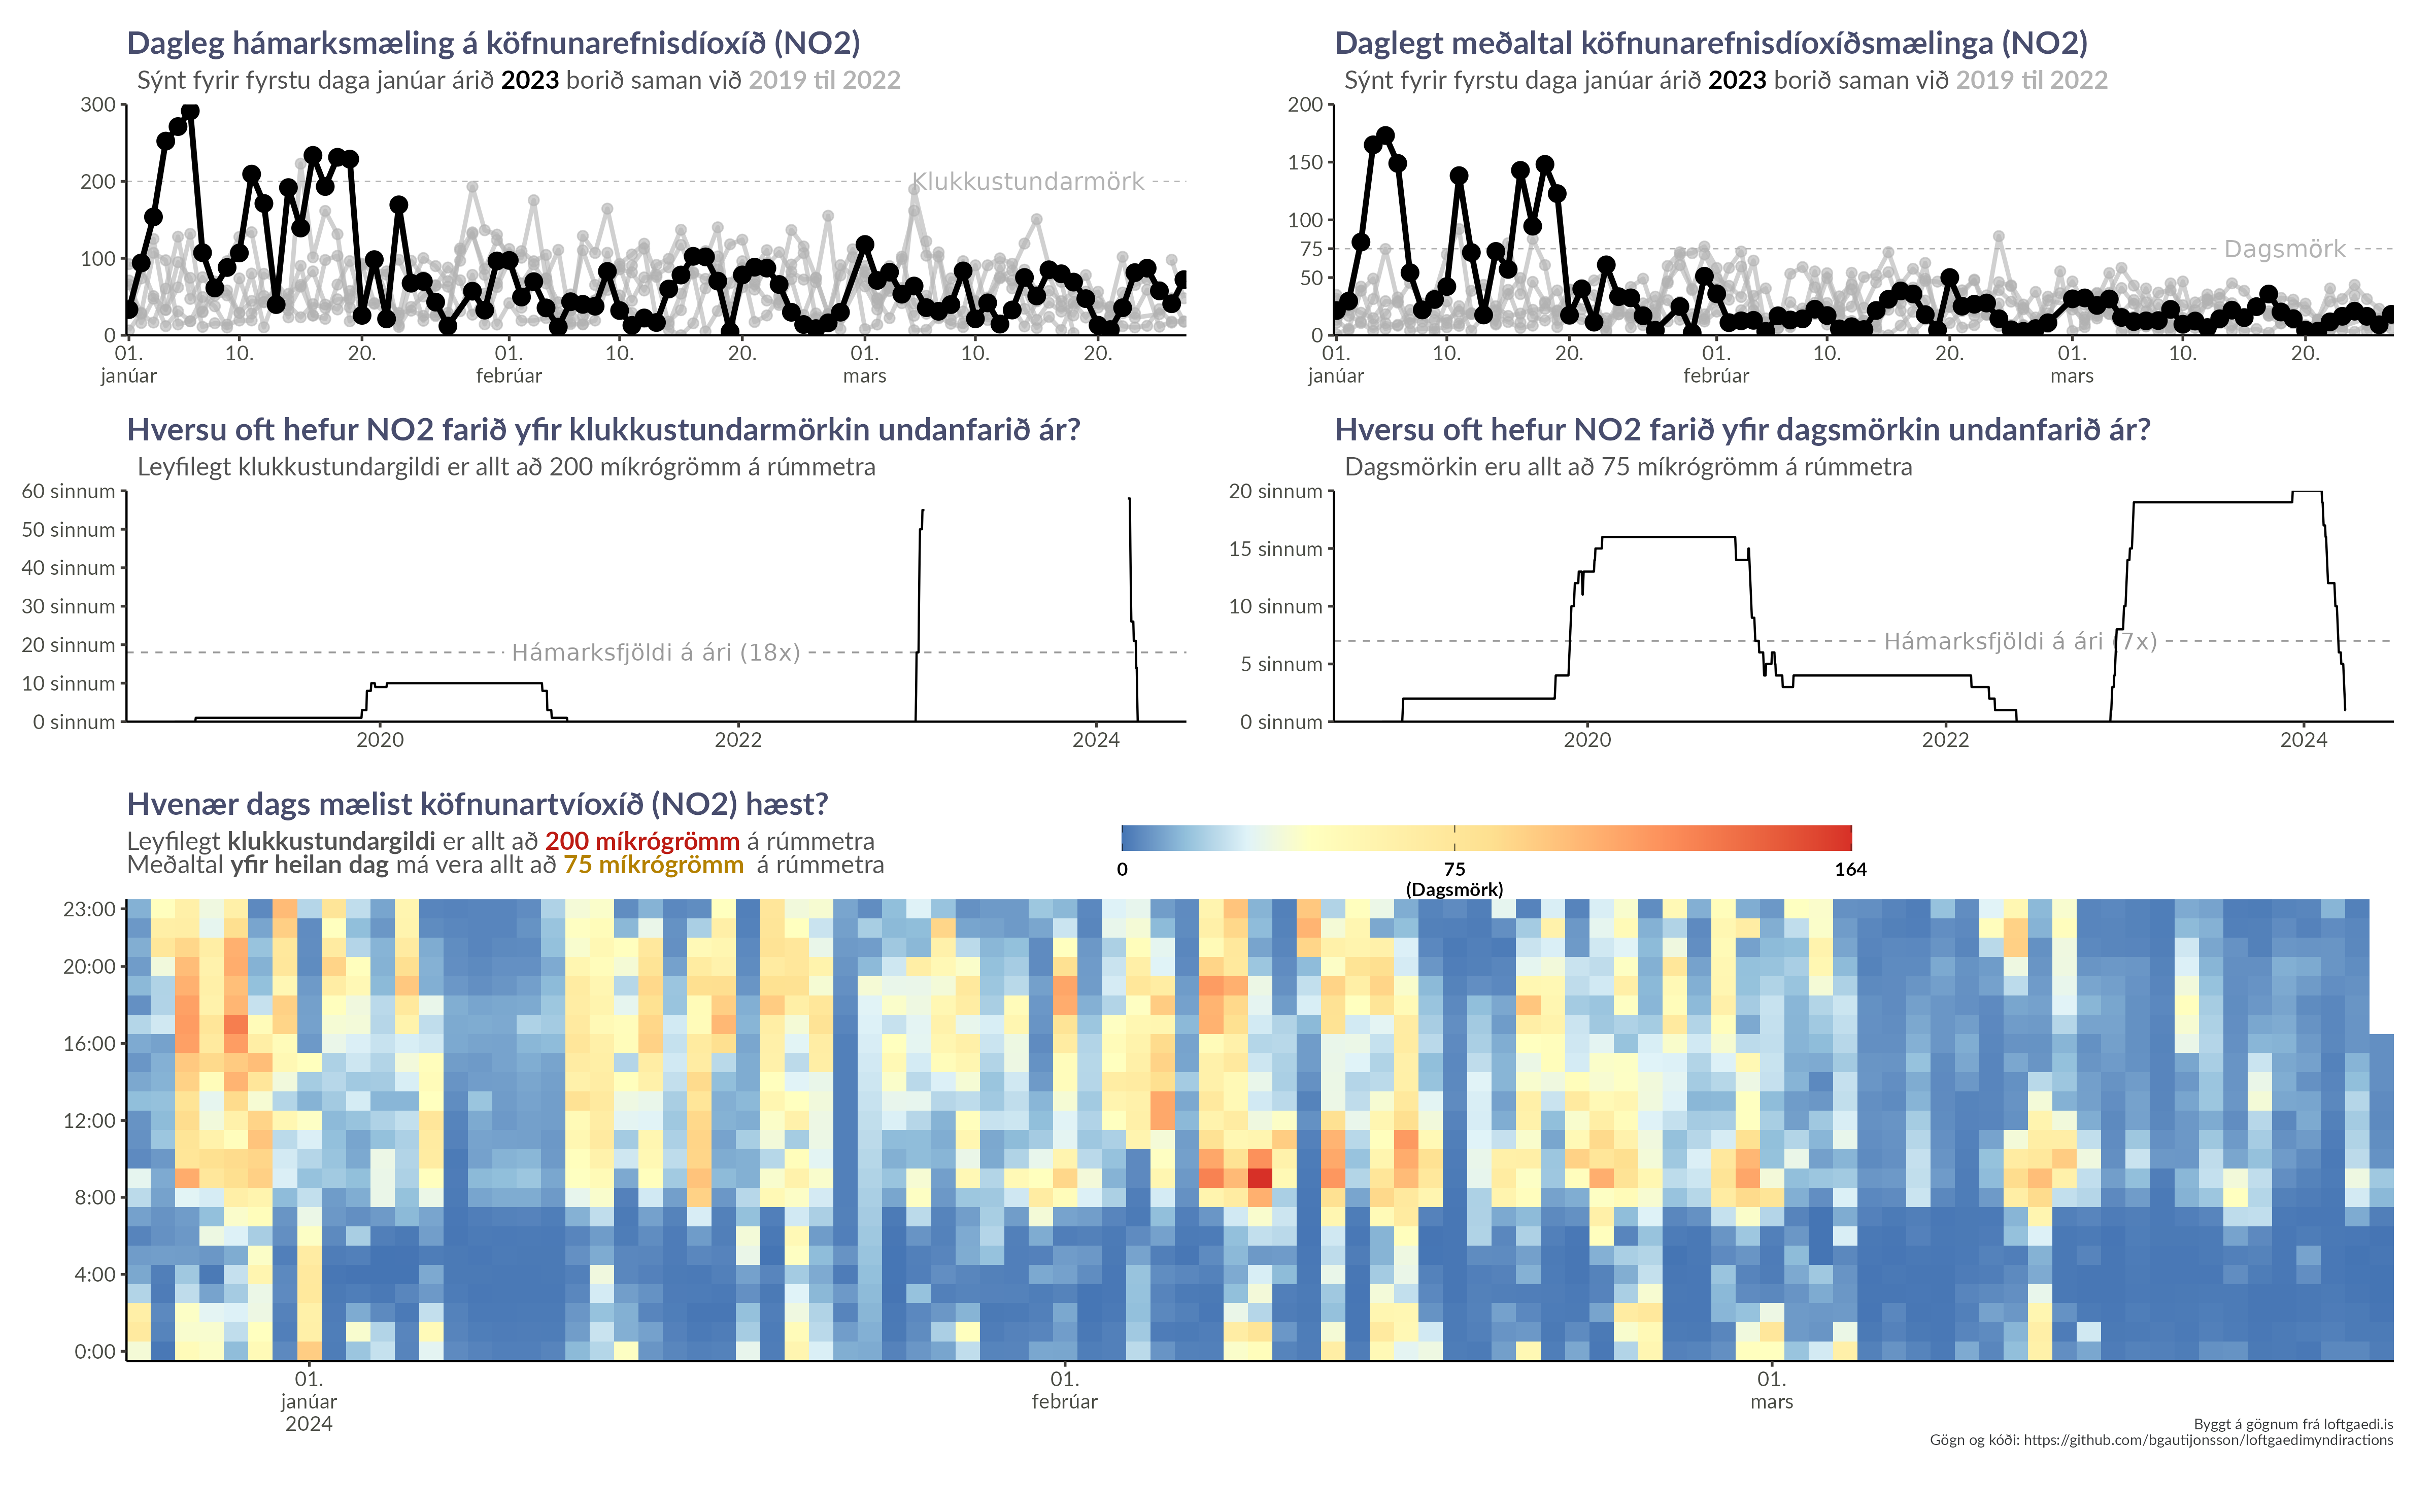 Dagleg hámarksmæling á köfnunarefnisdíoxíð (NO2)
Sýnt fyrir fyrstu daga janúar árið 2023 borið saman við 2019 til 2022
300
200
100
0
Klukkustundarmörk
01. 10. 20. 01. 10. 20. 01. 10. 20.
janúar febrúar mars
Daglegt meðaltal köfnunarefnisdíoxíðsmælinga (NO2)
Sýnt fyrir fyrstu daga janúar árið 2023 borið saman við 2019 til 2022
200
150
100
75
50
0
Dagsmörk
01. 10. 20. 01. 10. 20. 01. 10. 20.
janúar febrúar mars
Hversu oft hefur NO2 farið yfir klukkustundarmörkin undanfarið ár?
Leyfilegt klukkustundargildi er allt að 200 míkrógrömm á rúmmetra
60 sinnum
50 sinnum
40 sinnum
30 sinnum
20 sinnum
10 sinnum
0 sinnum
Hámarksfjöldi á ári (18x)
2020 2022 2024
Hversu oft hefur NO2 farið yfir dagsmörkin undanfarið ár?
Dagsmörkin eru allt að 75 míkrógrömm á rúmmetra
20 sinnum
15 sinnum
10 sinnum
5 sinnum
0 sinnum
Hámarksfjöldi á ári (7x)
2020 2022 2024
Hvenær dags mælist köfnunartvíoxíð (NO2) hæst?
Leyfilegt klukkustundargildi er allt að 200 míkrógrömm á rúmmetra
Meðaltal yfir heilan dag má vera allt að 75 míkrógrömm á rúmmetra
0 75 164
(Dagsmörk)
23:00
20:00
16:00
12:00
8:00
4:00
0:00
01. 01. 01.
janúar febrúar mars
2024
Byggt á gögnum frá loftgaedi.is
Gögn og kóði: https://github.com/bgautijonsson/loftgaedimyndiractions